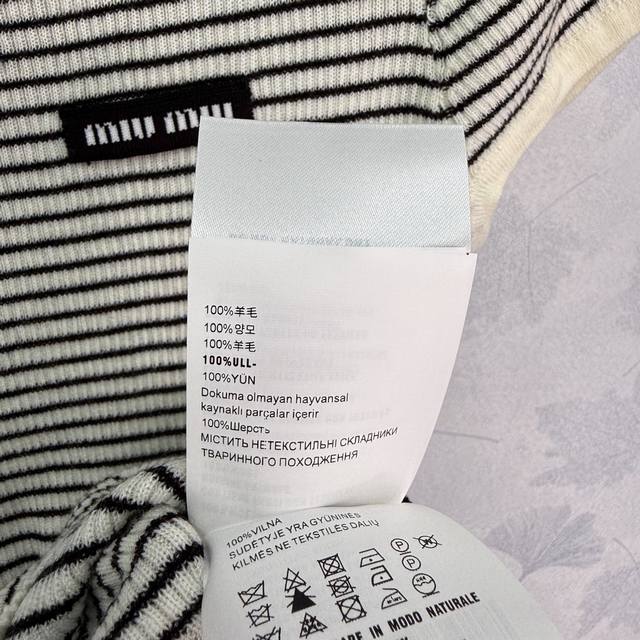 miu miu
100%羊毛
100%양모
100%羊毛
100%ULL-
100%YÜN
Dokuma olmayan hayvansal
kaynaklı parçalar içerir
100%Шерсть
МІСТИТЬ НЕТЕКСТИЛЬНІ СКЛАДНИКИ
ТВАРИННОГО ПОХОДЖЕННЯ
100%VILNA
SUDĖTYJE YRA GYVŪNINĖS
KILMĖS NE TEKSTILĖS DALIŲ
IN MODO NATURALE